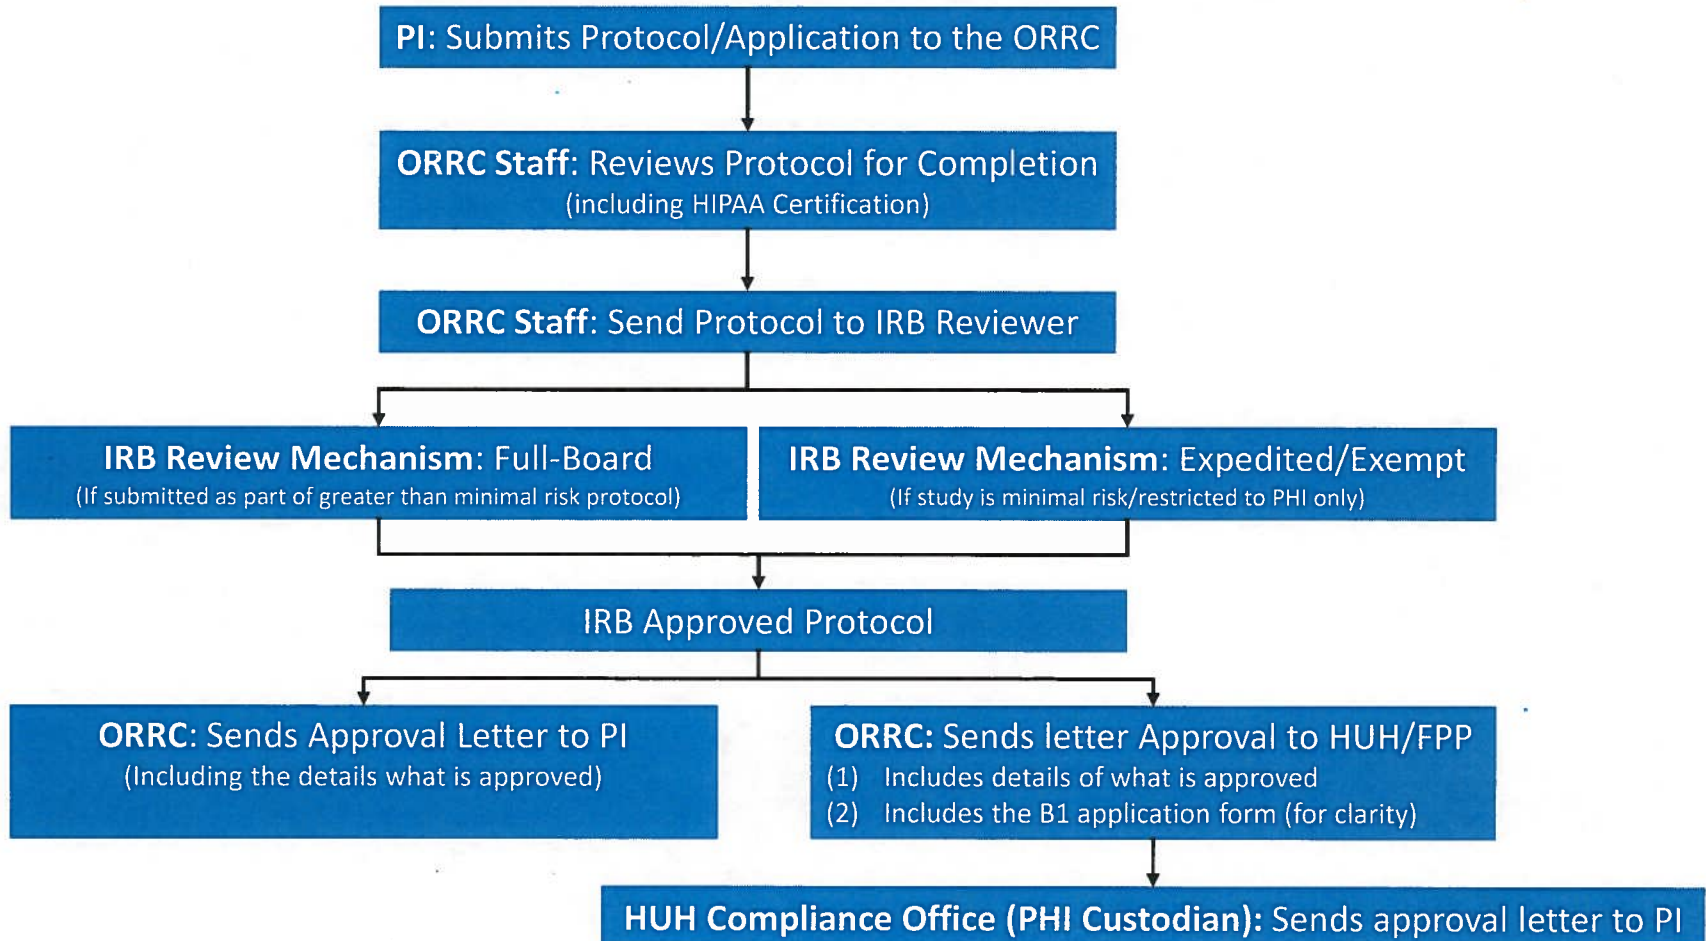 PI: Submits Protocol/Application to the ORRC
ORRC Staff: Reviews Protocol for Completion
(including HIPAA Certification)
ORRC Staff: Send Protocol to IRB Reviewer
IRB Review Mechanism: Full-Board
(If submitted as part of greater than minimal risk protocol)
IRB Review Mechanism: Expedited/Exempt
(If study is minimal risk/restricted to PHI only)
IRB Approved Protocol
ORRC: Sends Approval Letter to PI
(Including the details what is approved)
ORRC: Sends letter Approval to HUH/FPP
(1) Includes details of what is approved
(2) Includes the B1 application form (for clarity)
HUH Compliance Office (PHI Custodian): Sends approval letter to PI